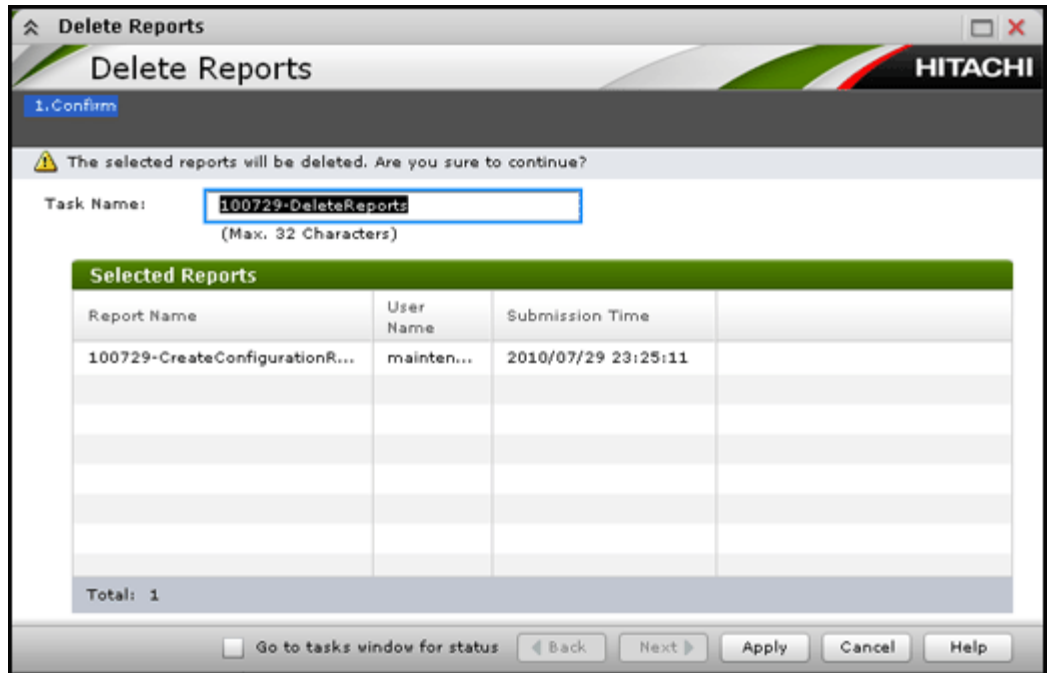 Delete Reports
Delete Reports
HITACHI
1.Confirm
The selected reports will be deleted. Are you sure to continue?
Task Name:
100729-DeleteReports
(Max. 32 Characters)
Selected Reports
Report Name
User
Name
Submission Time
100729-CreateConfigurationR... mainten... 2010/07/29 23:25:11
Total: 1
Go to tasks window for status Back Next Apply Cancel Help